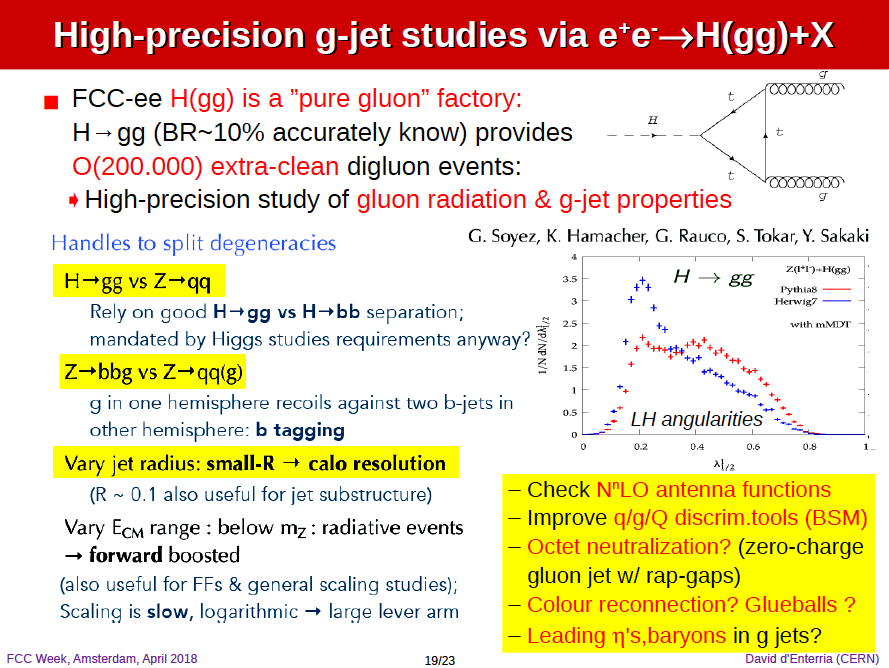 High-precision g-jet studies via e⁺e⁻→H(gg)+X
■ FCC-ee H(gg) is a ”pure gluon” factory:
H→gg (BR~10% accurately know) provides
O(200.000) extra-clean digluon events:
➧ High-precision study of gluon radiation & g-jet properties
H
t
t
t
g
g
Handles to split degeneracies
H→gg vs Z→qq
Rely on good H→gg vs H→bb separation;
mandated by Higgs studies requirements anyway?
Z→bbg vs Z→qq(g)
g in one hemisphere recoils against two b-jets in
other hemisphere: b tagging
Vary jet radius: small-R → calo resolution
(R ~ 0.1 also useful for jet substructure)
Vary E_CM range : below m_Z : radiative events
→ forward boosted
(also useful for FFs & general scaling studies);
Scaling is slow, logarithmic → large lever arm
G. Soyez, K. Hamacher, G. Rauco, S. Tokar, Y. Sakaki
H → gg
Z(l⁺l⁻)+H(gg)
Pythia8
Herwig7
with mMDT
LH angularities
1/N dN/dλ¹₁/₂
4
3.5
3
2.5
2
1.5
1
0.5
0
0 0.2 0.4 0.6 0.8 1
λ¹₁/₂
– Check NⁿLO antenna functions
– Improve q/g/Q discrim.tools (BSM)
– Octet neutralization? (zero-charge
gluon jet w/ rap-gaps)
– Colour reconnection? Glueballs ?
– Leading η's,baryons in g jets?
FCC Week, Amsterdam, April 2018
19/23
David d'Enterria (CERN)